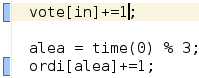 vote[in]+=1;
alea = time(0) % 3;
ordi[alea]+=1;